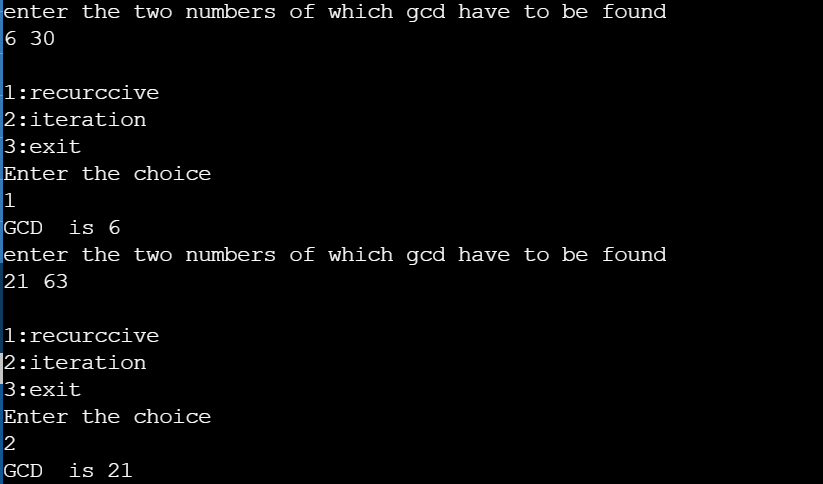 enter the two numbers of which gcd have to be found
6 30
1:recurccive
2:iteration
3:exit
Enter the choice
1
GCD  is 6
enter the two numbers of which gcd have to be found
21 63
1:recurccive
2:iteration
3:exit
Enter the choice
2
GCD  is 21